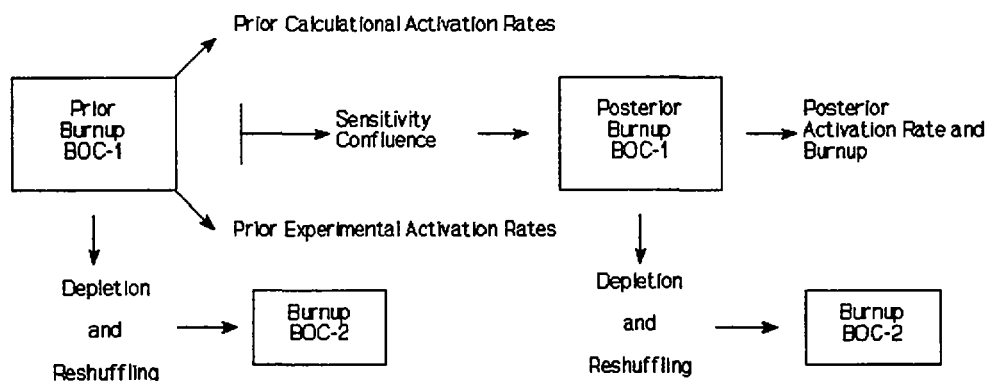 Prior Calculational Activation Rates
Prior
Burnup
BOC-1
Sensitivity
Confluence
Posterior
Burnup
BOC-1
Posterior
Activation Rate and
Burnup
Prior Experimental Activation Rates
Depletion
and
Reshuffling
Burnup
BOC-2
Depletion
and
Reshuffling
Burnup
BOC-2